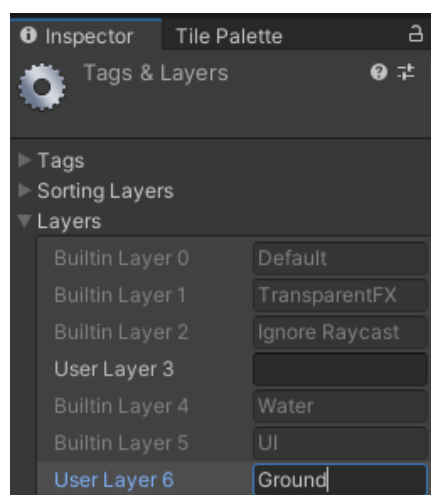 Inspector Tile Palette
Tags & Layers
Tags
Sorting Layers
Layers
Builtin Layer 0 Default
Builtin Layer 1 TransparentFX
Builtin Layer 2 Ignore Raycast
User Layer 3
Builtin Layer 4 Water
Builtin Layer 5 UI
User Layer 6 Ground